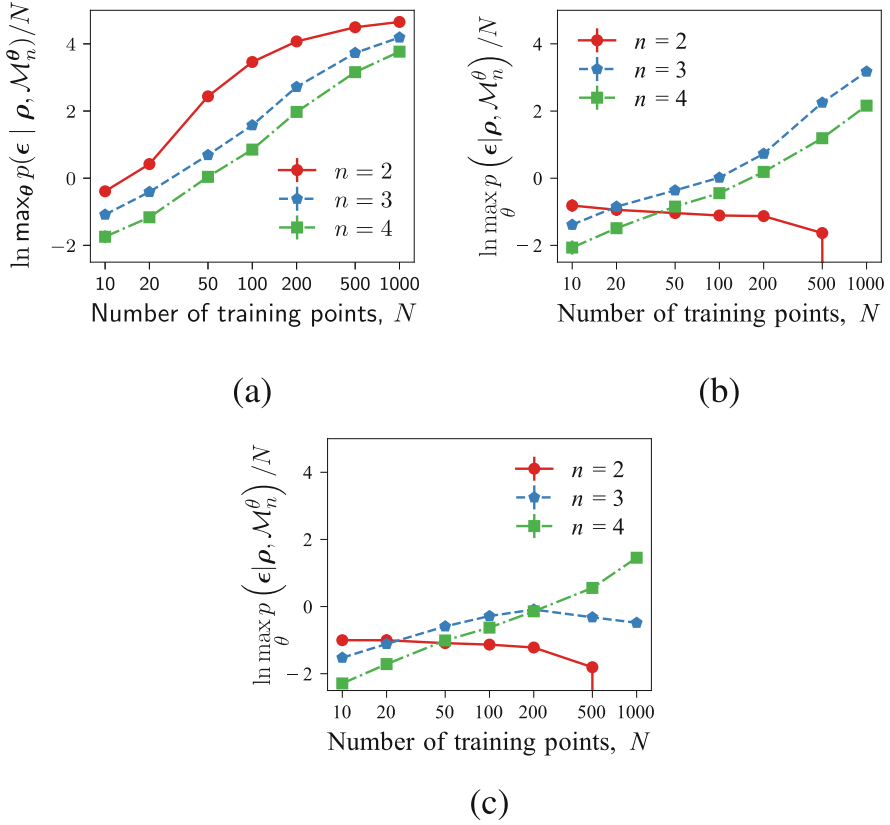 ln maxθ p(ϵ | ρ, ℳₙᶿ)/N
4
2
0
−2
n = 2
n = 3
n = 4
10 20 50 100 200 500 1000
Number of training points, N
(a)
ln max p (ϵ|ρ, ℳₙᶿ) /N
θ
4
2
0
−2
n = 2
n = 3
n = 4
10 20 50 100 200 500 1000
Number of training points, N
(b)
ln max p (ϵ|ρ, ℳₙᶿ) /N
θ
4
2
0
−2
n = 2
n = 3
n = 4
10 20 50 100 200 500 1000
Number of training points, N
(c)